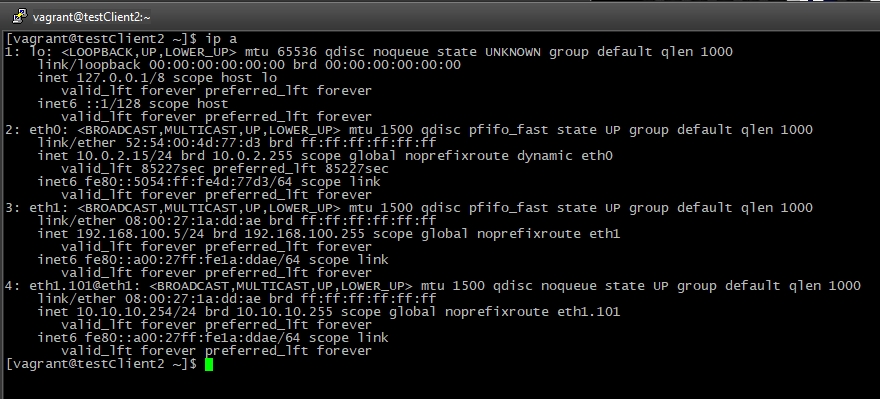 vagrant@testClient2:~
[vagrant@testClient2 ~]$ ip a
1: lo: <LOOPBACK,UP,LOWER_UP> mtu 65536 qdisc noqueue state UNKNOWN group default qlen 1000
    link/loopback 00:00:00:00:00:00 brd 00:00:00:00:00:00
    inet 127.0.0.1/8 scope host lo
       valid_lft forever preferred_lft forever
    inet6 ::1/128 scope host
       valid_lft forever preferred_lft forever
2: eth0: <BROADCAST,MULTICAST,UP,LOWER_UP> mtu 1500 qdisc pfifo_fast state UP group default qlen 1000
    link/ether 52:54:00:4d:77:d3 brd ff:ff:ff:ff:ff:ff
    inet 10.0.2.15/24 brd 10.0.2.255 scope global noprefixroute dynamic eth0
       valid_lft 85227sec preferred_lft 85227sec
    inet6 fe80::5054:ff:fe4d:77d3/64 scope link
       valid_lft forever preferred_lft forever
3: eth1: <BROADCAST,MULTICAST,UP,LOWER_UP> mtu 1500 qdisc pfifo_fast state UP group default qlen 1000
    link/ether 08:00:27:1a:dd:ae brd ff:ff:ff:ff:ff:ff
    inet 192.168.100.5/24 brd 192.168.100.255 scope global noprefixroute eth1
       valid_lft forever preferred_lft forever
    inet6 fe80::a00:27ff:fe1a:ddae/64 scope link
       valid_lft forever preferred_lft forever
4: eth1.101@eth1: <BROADCAST,MULTICAST,UP,LOWER_UP> mtu 1500 qdisc noqueue state UP group default qlen 1000
    link/ether 08:00:27:1a:dd:ae brd ff:ff:ff:ff:ff:ff
    inet 10.10.10.254/24 brd 10.10.10.255 scope global noprefixroute eth1.101
       valid_lft forever preferred_lft forever
    inet6 fe80::a00:27ff:fe1a:ddae/64 scope link
       valid_lft forever preferred_lft forever
[vagrant@testClient2 ~]$